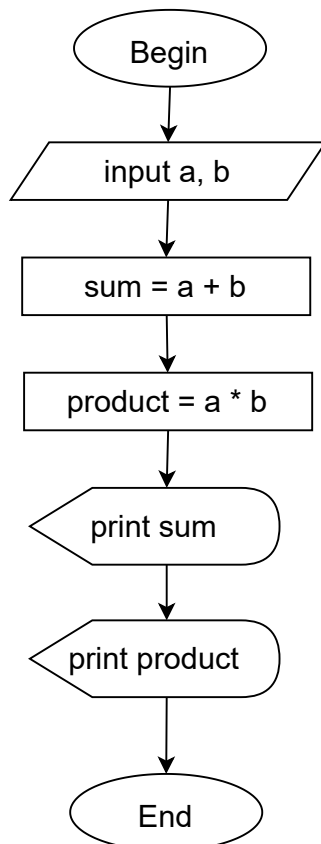 Begin
input a, b
sum = a + b
product = a * b
print sum
print product
End